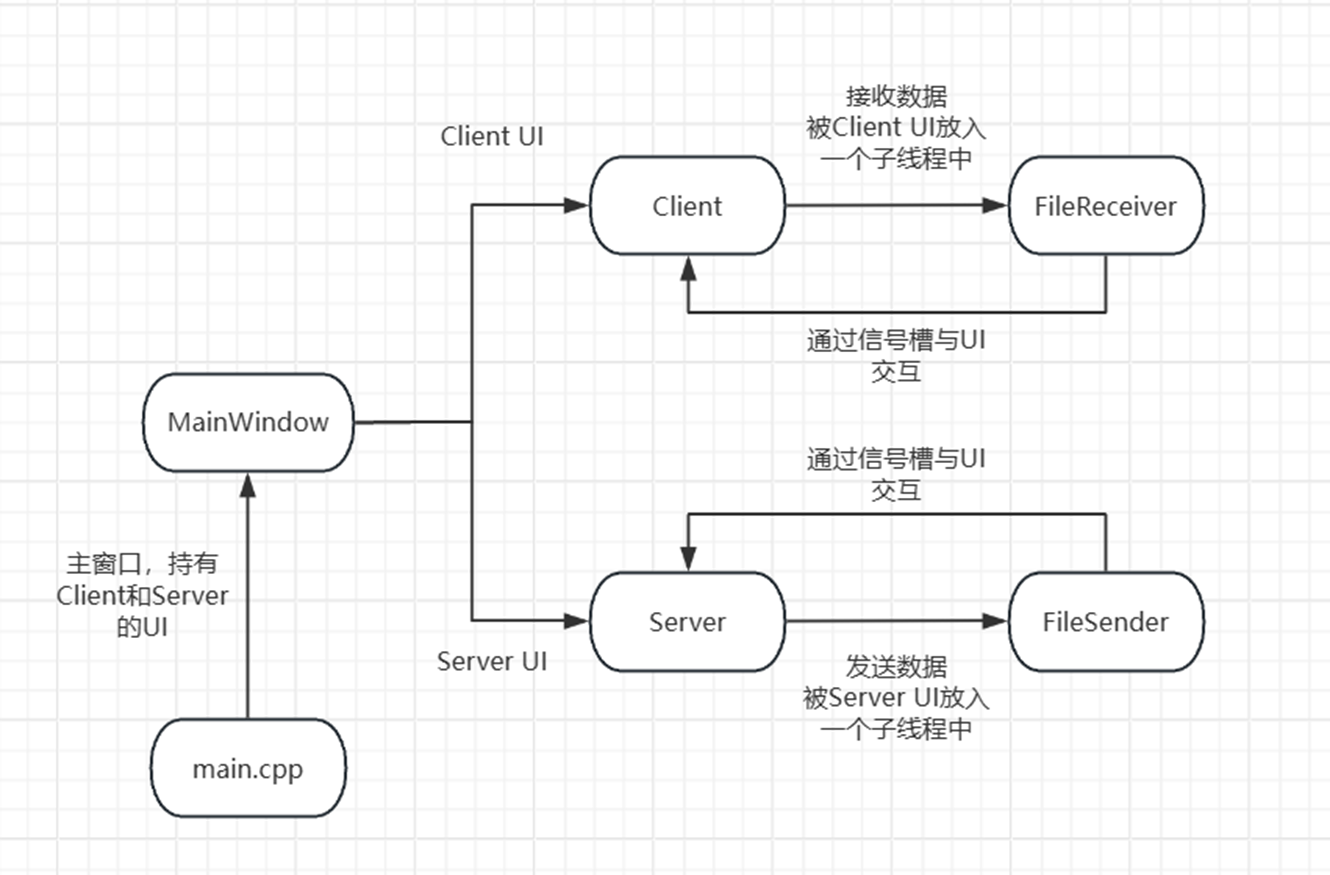 接收数据
被Client UI放入
一个子线程中
Client UI
Client
FileReceiver
通过信号槽与UI
交互
MainWindow
通过信号槽与UI
交互
主窗口，持有
Client和Server
的UI
Server
FileSender
Server UI
发送数据
被Server UI放入
一个子线程中
main.cpp